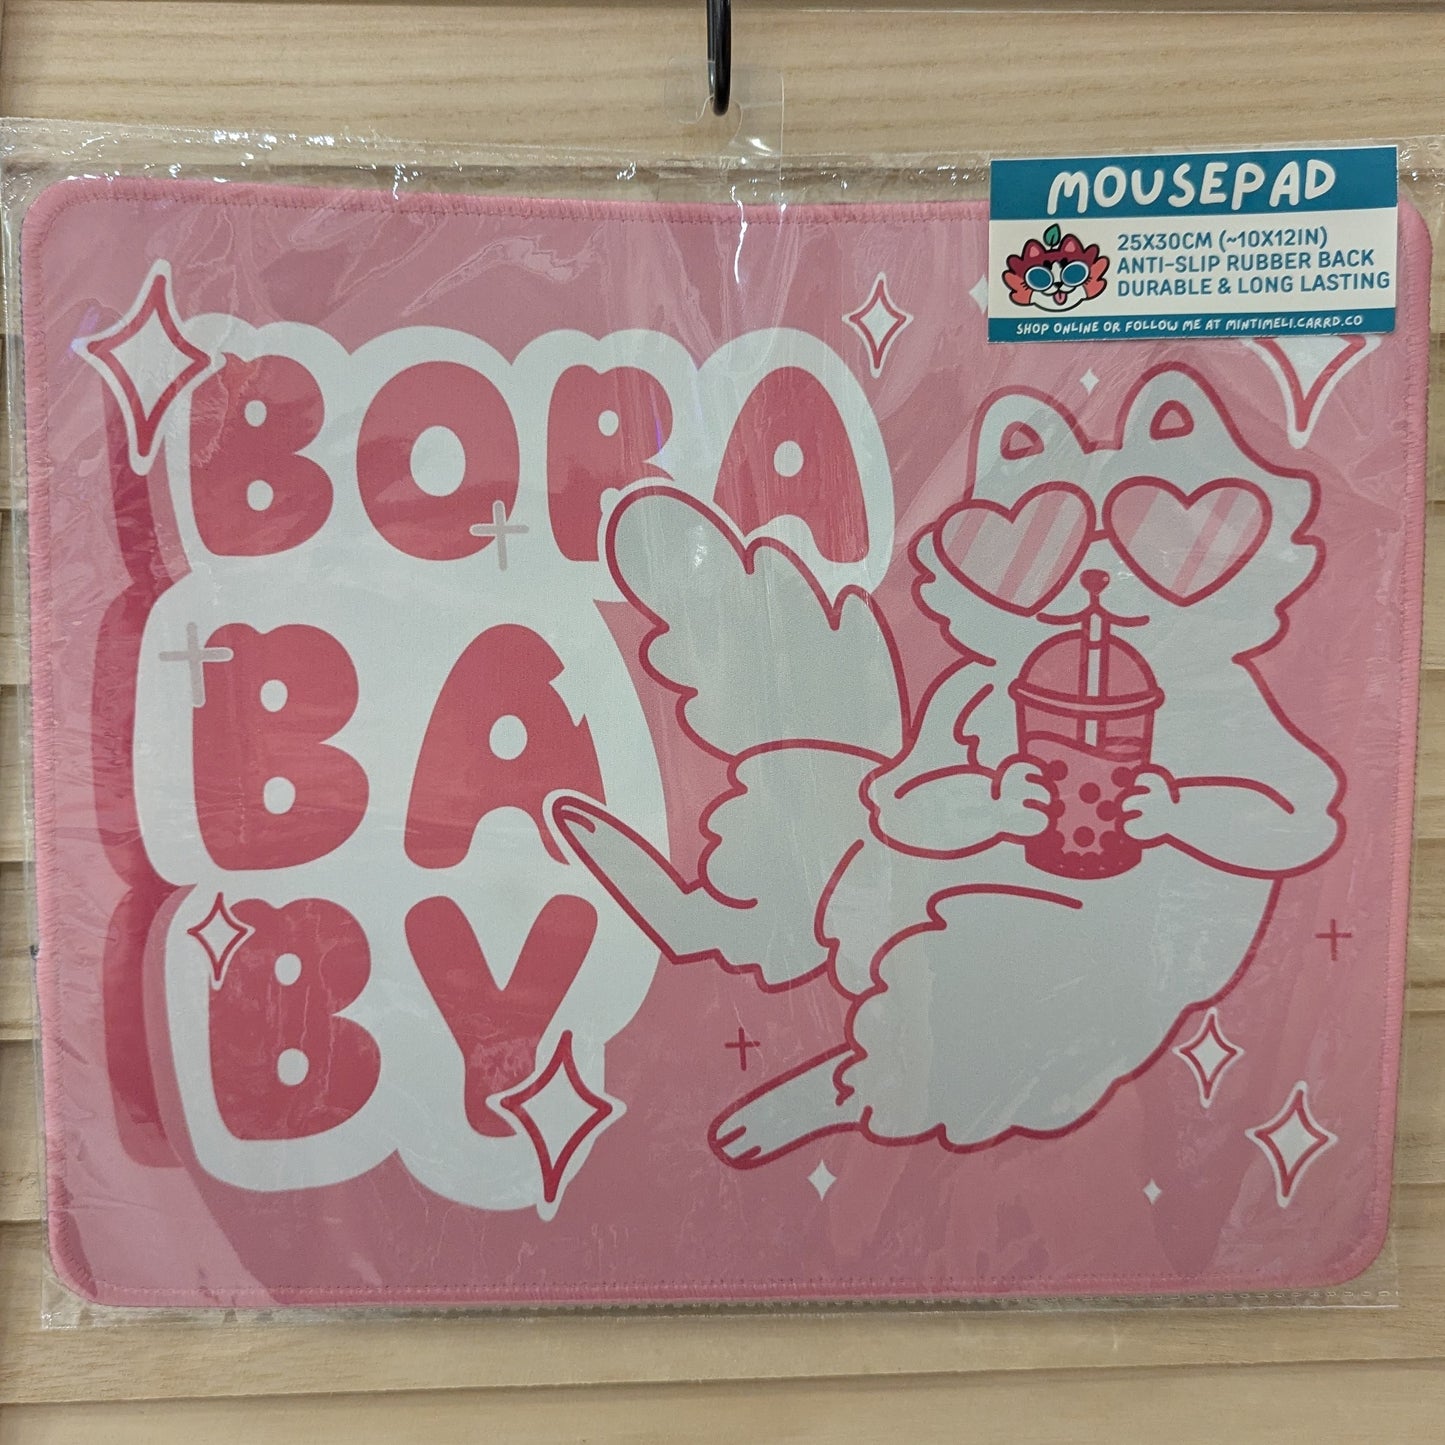 MOUSEPAD
25X30CM (~10X12IN)
ANTI-SLIP RUBBER BACK
DURABLE & LONG LASTING
SHOP ONLINE OR FOLLOW ME AT MINTIMELI.CARRD.CO
BOBA
BA
BY